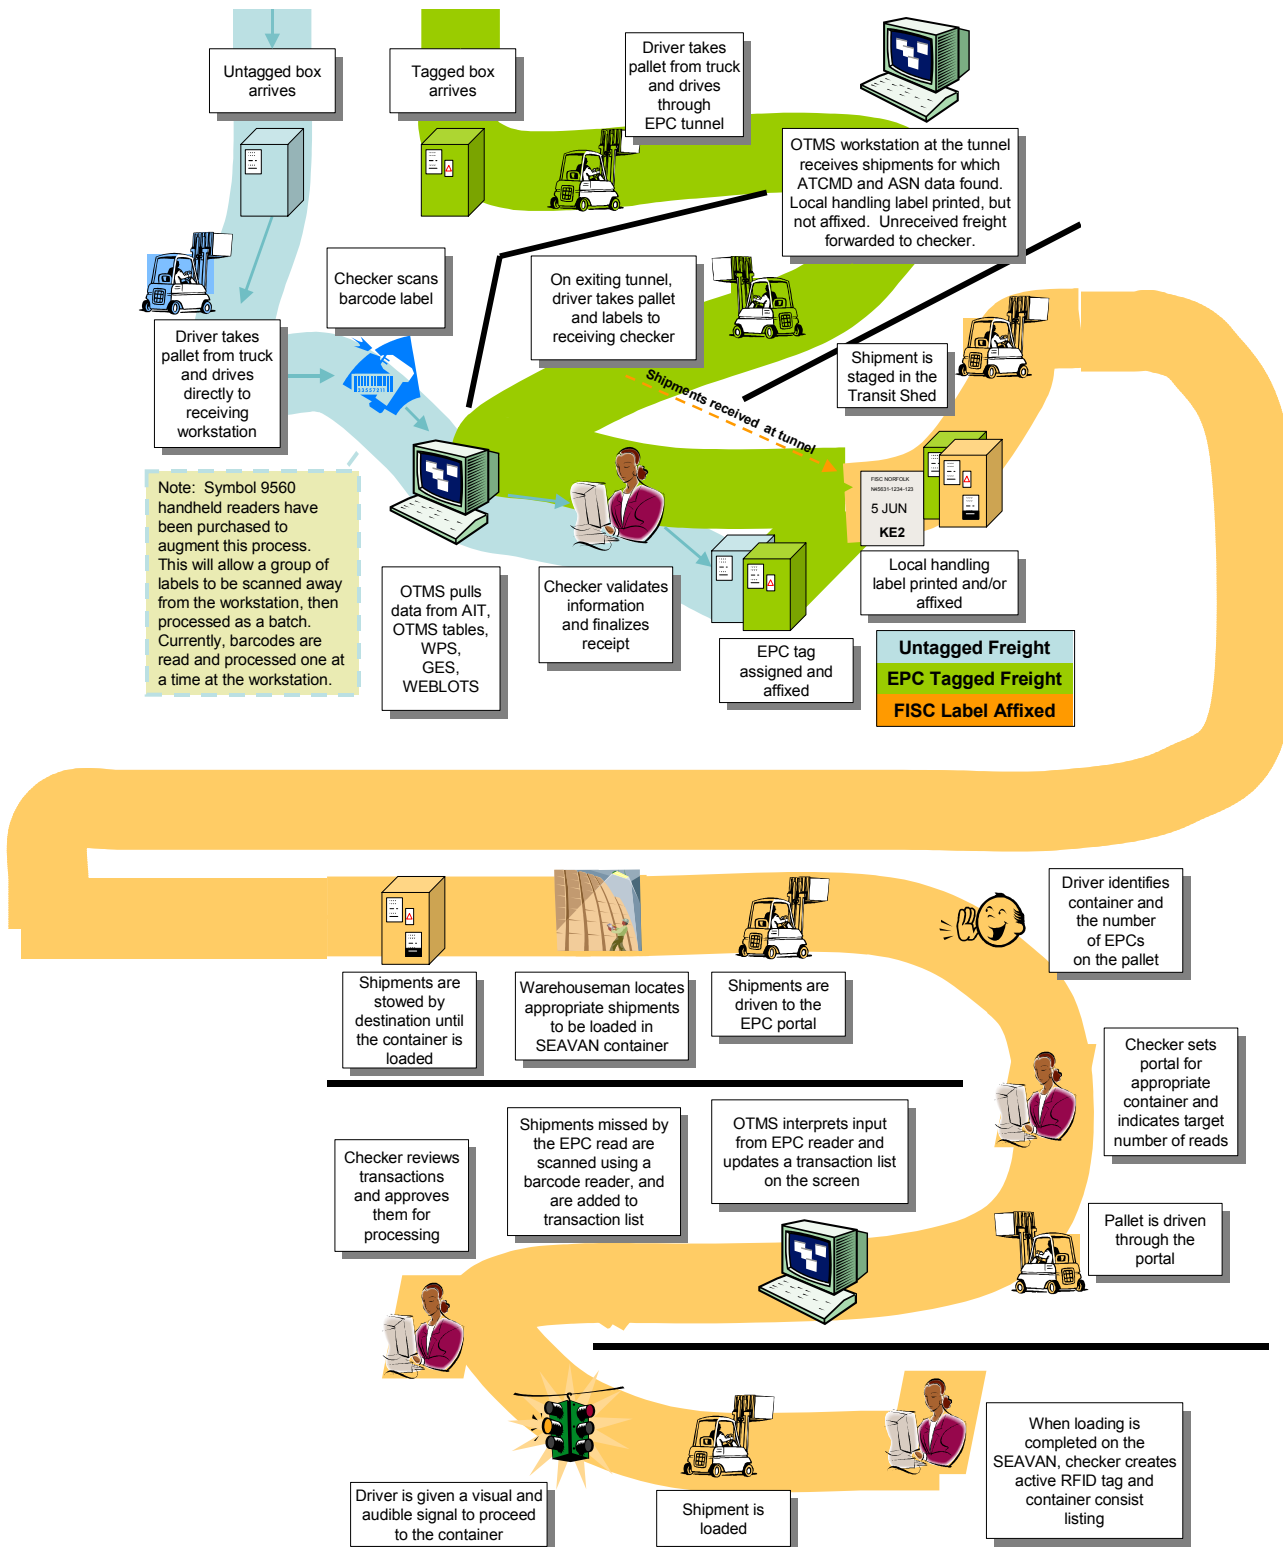 Untagged box
arrives
Tagged box
arrives
Driver takes
pallet from truck
and drives
through
EPC tunnel
OTMS workstation at the tunnel
receives shipments for which
ATCMD and ASN data found.
Local handling label printed, but
not affixed.  Unreceived freight
forwarded to checker.
Checker scans
barcode label
On exiting tunnel,
driver takes pallet
and labels to
receiving checker
Driver takes
pallet from truck
and drives
directly to
receiving
workstation
Shipment is
staged in the
Transit Shed
Shipments received at tunnel
Note:  Symbol 9560
handheld readers have
been purchased to
augment this process.
This will allow a group of
labels to be scanned away
from the workstation, then
processed as a batch.
Currently, barcodes are
read and processed one at
a time at the workstation.
FISC NORFOLK
N45631-1234-123
5 JUN
KE2
OTMS pulls
data from AIT,
OTMS tables,
WPS,
GES,
WEBLOTS
Checker validates
information
and finalizes
receipt
EPC tag
assigned and
affixed
Local handling
label printed and/or
affixed
Untagged Freight
EPC Tagged Freight
FISC Label Affixed
Shipments are
stowed by
destination until
the container is
loaded
Warehouseman locates
appropriate shipments
to be loaded in
SEAVAN container
Shipments are
driven to the
EPC portal
Driver identifies
container and
the number
of EPCs
on the pallet
Checker sets
portal for
appropriate
container and
indicates target
number of reads
Checker reviews
transactions
and approves
them for
processing
Shipments missed by
the EPC read are
scanned using a
barcode reader, and
are added to
transaction list
OTMS interprets input
from EPC reader and
updates a transaction list
on the screen
Pallet is driven
through the
portal
Driver is given a visual and
audible signal to proceed
to the container
Shipment is
loaded
When loading is
completed on the
SEAVAN, checker creates
active RFID tag and
container consist
listing